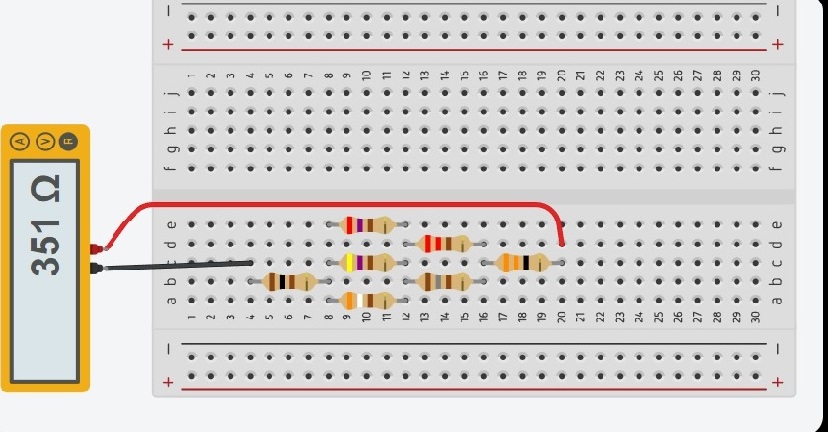 − −
+ +
1 2 3 4 5 6 7 8 9 10 11 12 13 14 15 16 17 18 19 20 21 22 23 24 25 26 27 28 29 30
j j
i i
h h
g g
f f
A V R
351 Ω
e e
d d
c c
b b
a a
1 2 3 4 5 6 7 8 9 10 11 12 13 14 15 16 17 18 19 20 21 22 23 24 25 26 27 28 29 30
− −
+ +